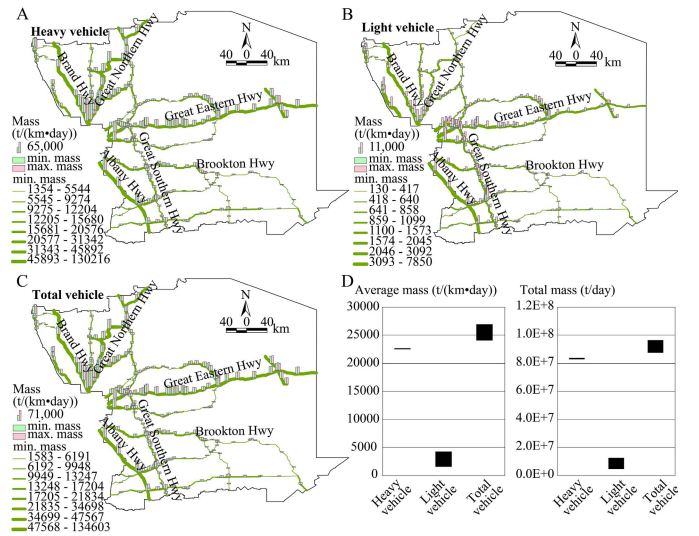 A
Heavy vehicle
N
40 0 40
km
Brand Hwy
Great Northern Hwy
Great Eastern Hwy
Great Southern Hwy
Albany Hwy
Brookton Hwy
Mass
(t/(km•day))
65,000
min. mass
max. mass
min. mass
1354 - 5544
5545 - 9274
9275 - 12204
12205 - 15680
15681 - 20576
20577 - 31342
31343 - 45892
45893 - 130216
B
Light vehicle
N
40 0 40
km
Brand Hwy
Great Northern Hwy
Great Eastern Hwy
Great Southern Hwy
Albany Hwy
Brookton Hwy
Mass
(t/(km•day))
11,000
min. mass
max. mass
min. mass
130 - 417
418 - 640
641 - 858
859 - 1099
1100 - 1573
1574 - 2045
2046 - 3092
3093 - 7850
C
Total vehicle
N
40 0 40
km
Brand Hwy
Great Northern Hwy
Great Eastern Hwy
Great Southern Hwy
Albany Hwy
Brookton Hwy
Mass
(t/(km•day))
71,000
min. mass
max. mass
min. mass
1583 - 6191
6192 - 9948
9949 - 13247
13248 - 17204
17205 - 21834
21835 - 34698
34699 - 47567
47568 - 134603
D
Average mass (t/(km•day))
30000
25000
20000
15000
10000
5000
0
Heavy vehicle
Light vehicle
Total vehicle
Total mass (t/day)
1.2E+8
1.0E+8
8.0E+7
6.0E+7
4.0E+7
2.0E+7
0.0E+0
Heavy vehicle
Light vehicle
Total vehicle